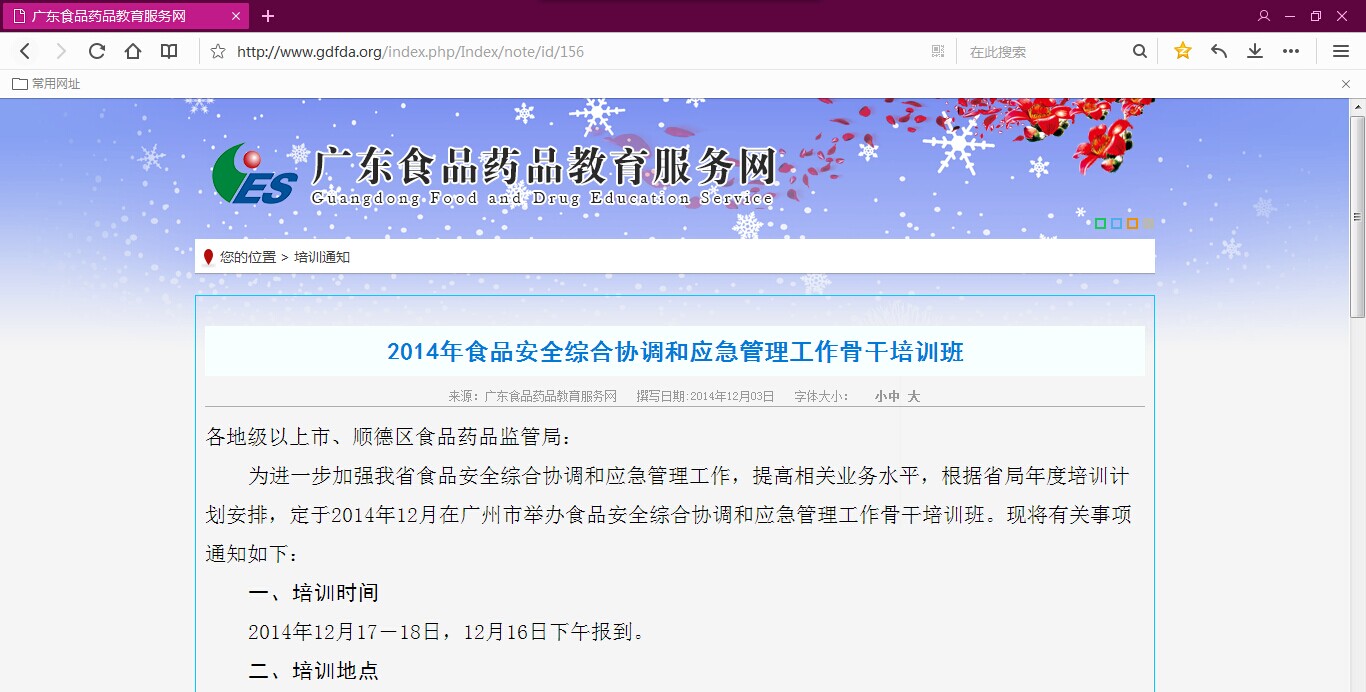 广东食品药品教育服务网
http://www.gdfda.org/index.php/Index/note/id/156
在此搜索
常用网址
ES
广东食品药品教育服务网
Guangdong Food and Drug Education Service
您的位置 > 培训通知
2014年食品安全综合协调和应急管理工作骨干培训班
来源：广东食品药品教育服务网 撰写日期:2014年12月03日 字体大小： 小 中 大
各地级以上市、顺德区食品药品监管局：
为进一步加强我省食品安全综合协调和应急管理工作，提高相关业务水平，根据省局年度培训计
划安排，定于2014年12月在广州市举办食品安全综合协调和应急管理工作骨干培训班。现将有关事项
通知如下：
一、培训时间
2014年12月17－18日，12月16日下午报到。
二、培训地点